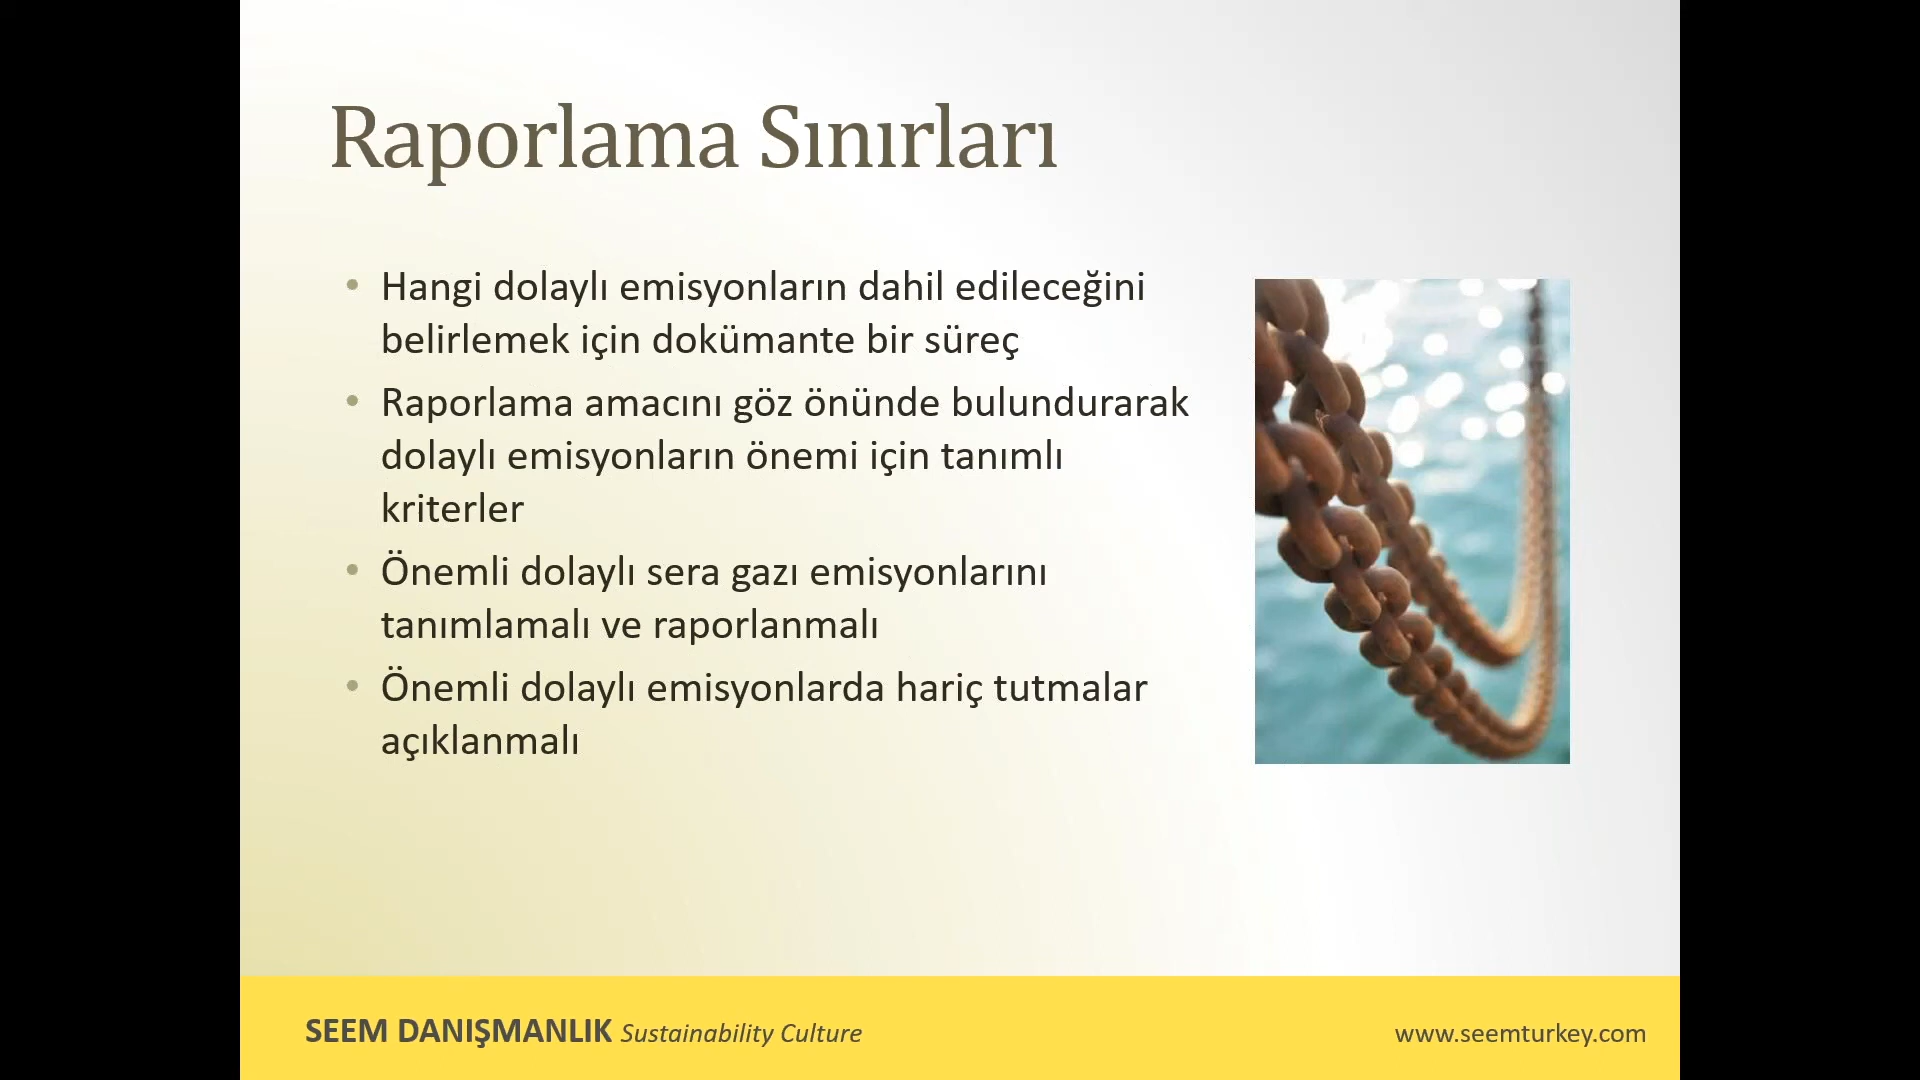 Raporlama Sınırları
• Hangi dolaylı emisyonların dahil edileceğini
belirlemek için dokümante bir süreç
• Raporlama amacını göz önünde bulundurarak
dolaylı emisyonların önemi için tanımlı
kriterler
• Önemli dolaylı sera gazı emisyonlarını
tanımlamalı ve raporlanmalı
• Önemli dolaylı emisyonlarda hariç tutmalar
açıklanmalı
SEEM DANIŞMANLIK Sustainability Culture
www.seemturkey.com